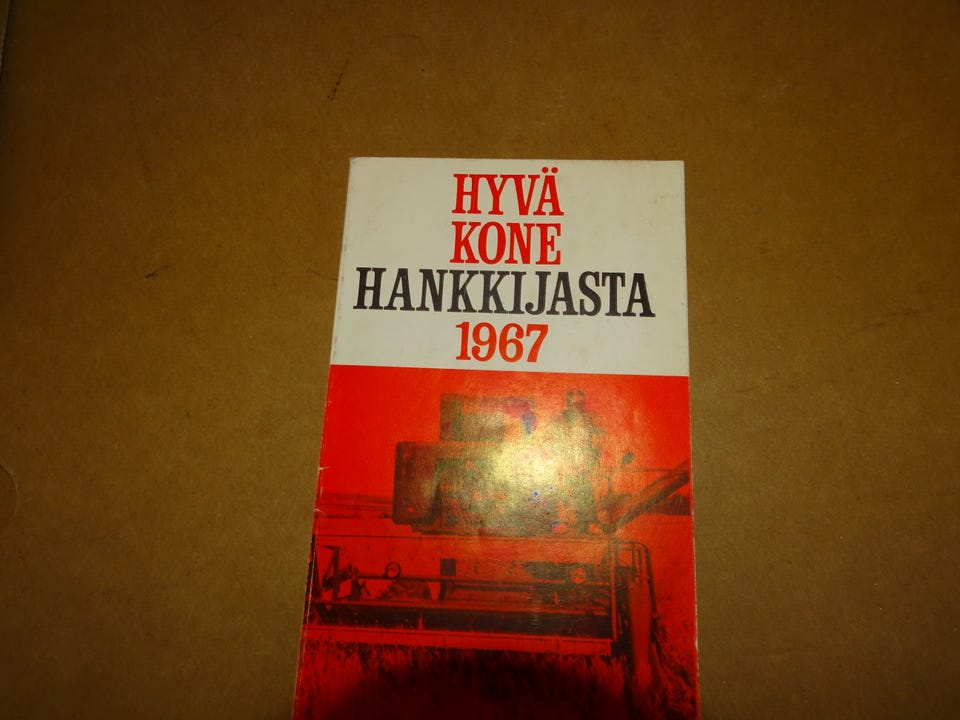 HYVÄ
KONE
HANKKIJASTA
1967